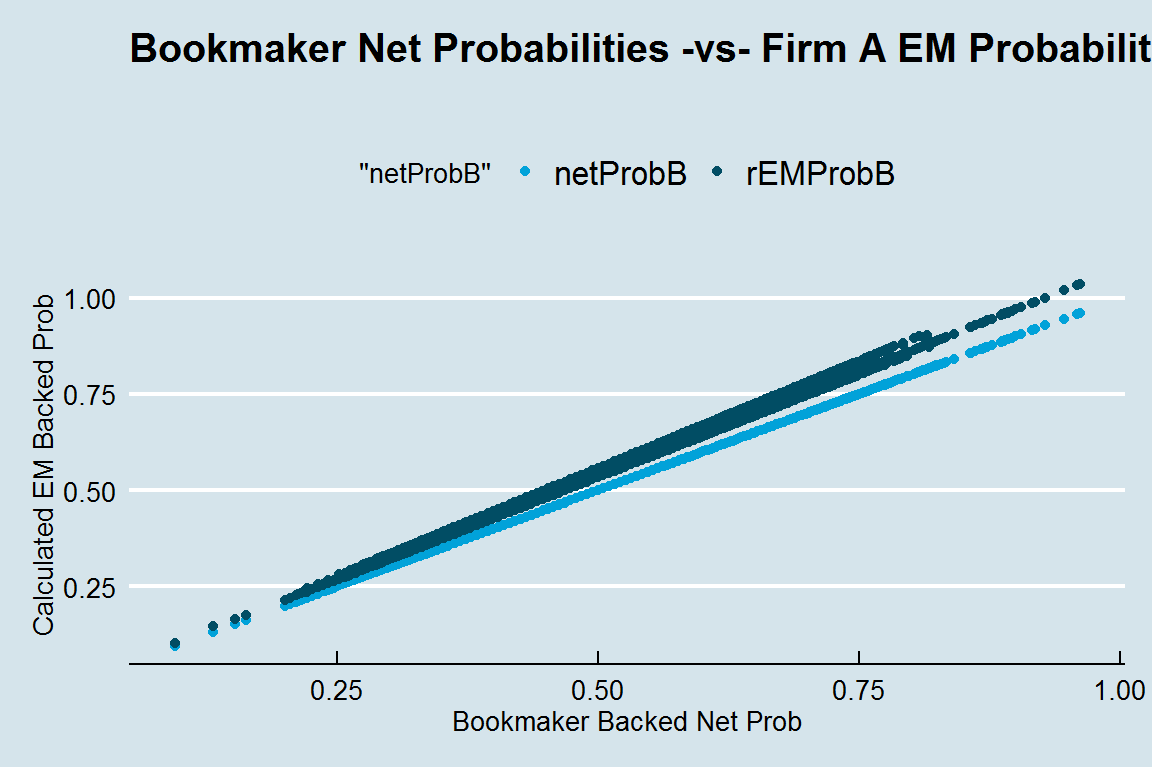 Bookmaker Net Probabilities -vs- Firm A EM Probabilit
"netProbB" netProbB rEMProbB
Calculated EM Backed Prob
1.00
0.75
0.50
0.25
0.25 0.50 0.75 1.00
Bookmaker Backed Net Prob